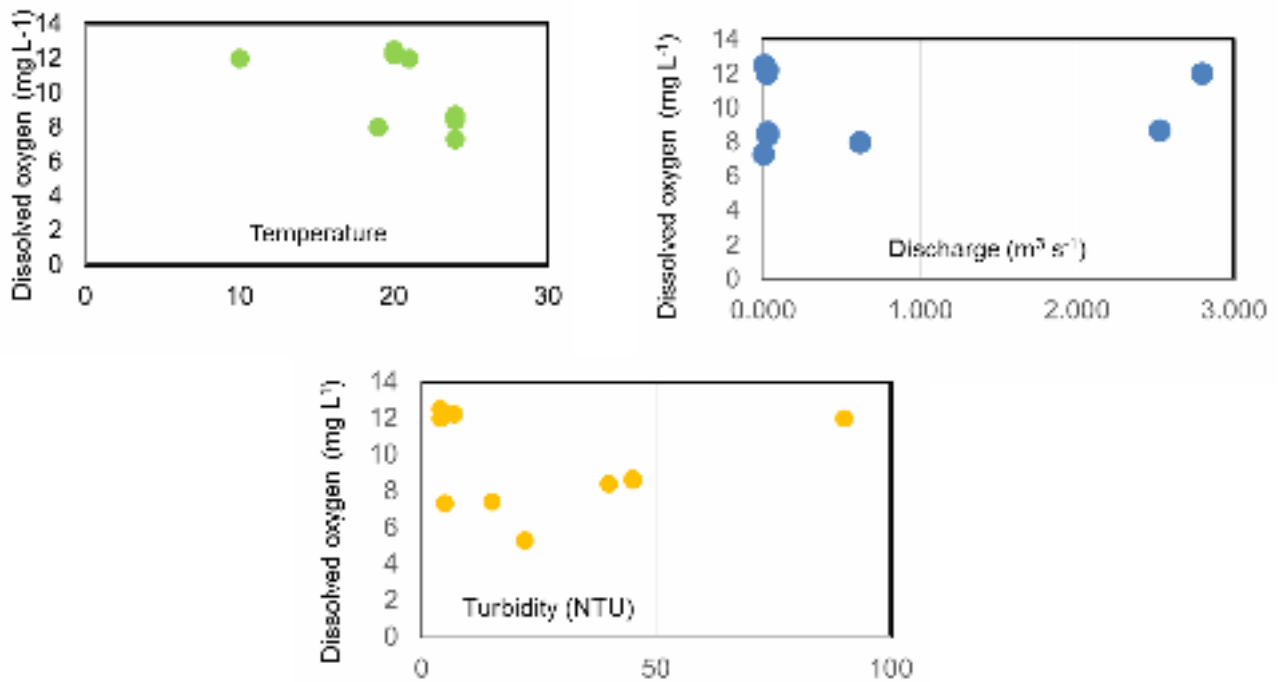 Dissolved oxygen (mg L-1)
14
12
10
8
6
4
2
0
Temperature
0 10 20 30
Dissolved oxygen (mg L⁻¹)
14
12
10
8
6
4
2
0
Discharge (m³ s⁻¹)
0.000 1.000 2.000 3.000
Dissolved oxygen (mg L¹)
14
12
10
8
6
4
2
0
Turbidity (NTU)
0 50 100